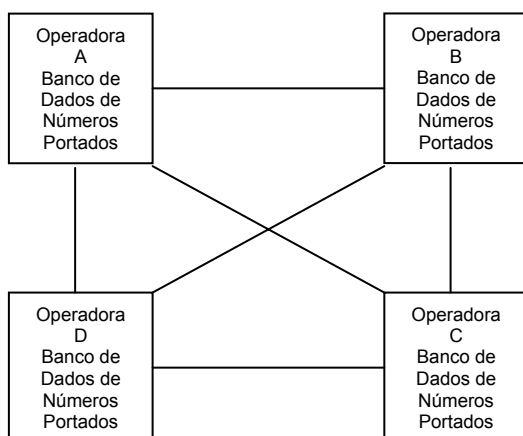 Operadora
A
Banco de
Dados de
Números
Portados
Operadora
B
Banco de
Dados de
Números
Portados
Operadora
D
Banco de
Dados de
Números
Portados
Operadora
C
Banco de
Dados de
Números
Portados